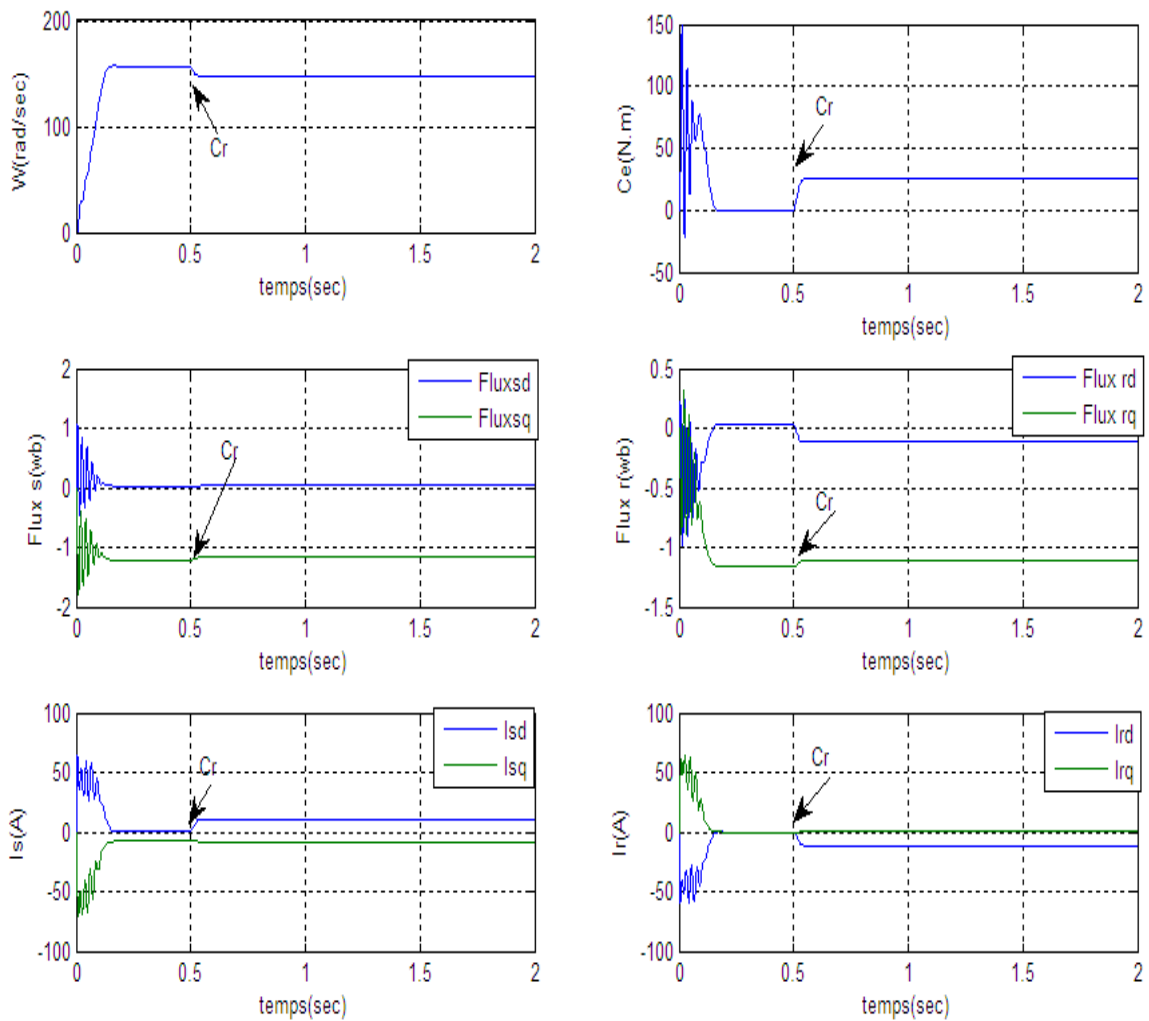 200
100
0
W(rad/sec)
Cr
0
0.5
1
1.5
2
temps(sec)
150
100
50
0
-50
Ce(N.m)
Cr
0
0.5
1
1.5
2
temps(sec)
2
1
0
-1
-2
Flux s(wb)
Fluxsd
Fluxsq
Cr
0
0.5
1
1.5
2
temps(sec)
0.5
0
-0.5
-1
-1.5
Flux r(wb)
Flux rd
Flux rq
Cr
0
0.5
1
1.5
2
temps(sec)
100
50
0
-50
-100
Is(A)
Isd
Isq
Cr
0
0.5
1
1.5
2
temps(sec)
100
50
0
-50
-100
Ir(A)
Ird
Irq
Cr
0
0.5
1
1.5
2
temps(sec)